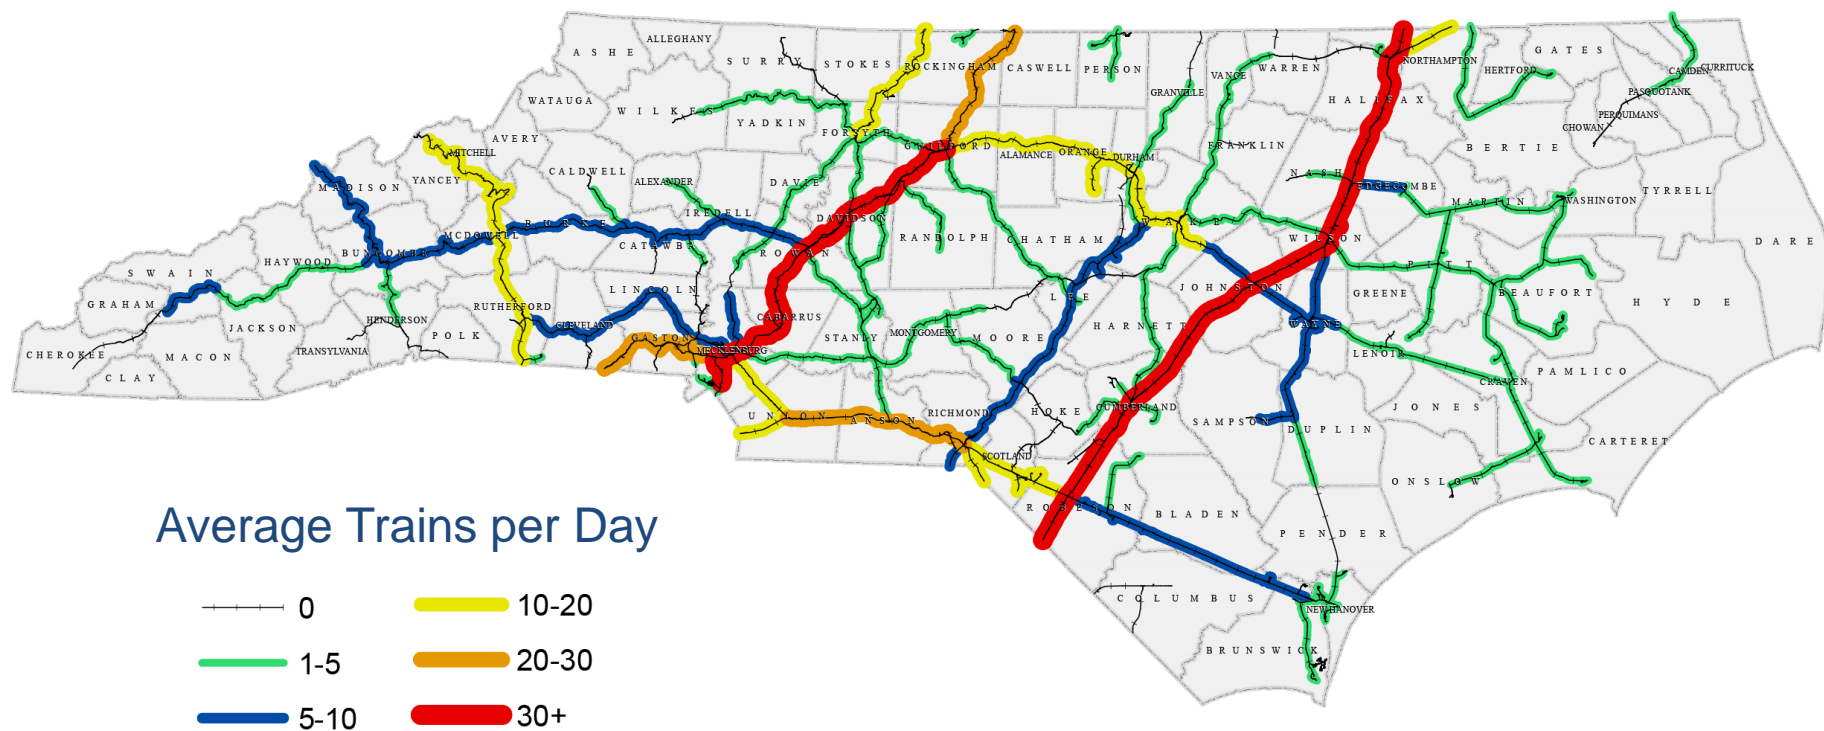 ASHE
ALLEGHANY
SURRY
STOKES
ROCKINGHAM
CASWELL
PERSON
GRANVILLE
VANCE
WARREN
NORTHAMPTON
HERTFORD
GATES
CAMDEN
CURRITUCK
PASQUOTANK
PERQUIMANS
CHOWAN
WATAUGA
WILKES
YADKIN
FORSYTH
GUILFORD
ALAMANCE
ORANGE
DURHAM
FRANKLIN
HALIFAX
BERTIE
AVERY
MITCHELL
YANCEY
MADISON
CALDWELL
ALEXANDER
DAVIE
IREDELL
DAVIDSON
RANDOLPH
CHATHAM
WAKE
NASH
EDGECOMBE
MARTIN
WASHINGTON
TYRRELL
DARE
HAYWOOD
BUNCOMBE
MCDOWELL
BURKE
CATAWBA
ROWAN
WILSON
PITT
BEAUFORT
HYDE
SWAIN
GRAHAM
JACKSON
HENDERSON
RUTHERFORD
LINCOLN
CLEVELAND
CABARRUS
STANLY
MONTGOMERY
MOORE
LEE
HARNETT
JOHNSTON
GREENE
WAYNE
LENOIR
CRAVEN
PAMLICO
CHEROKEE
CLAY
MACON
TRANSYLVANIA
POLK
GASTON
MECKLENBURG
UNION
ANSON
RICHMOND
HOKE
CUMBERLAND
SAMPSON
DUPLIN
JONES
CARTERET
SCOTLAND
ROBESON
BLADEN
PENDER
ONSLOW
COLUMBUS
NEW HANOVER
BRUNSWICK
Average Trains per Day
0
1-5
5-10
10-20
20-30
30+